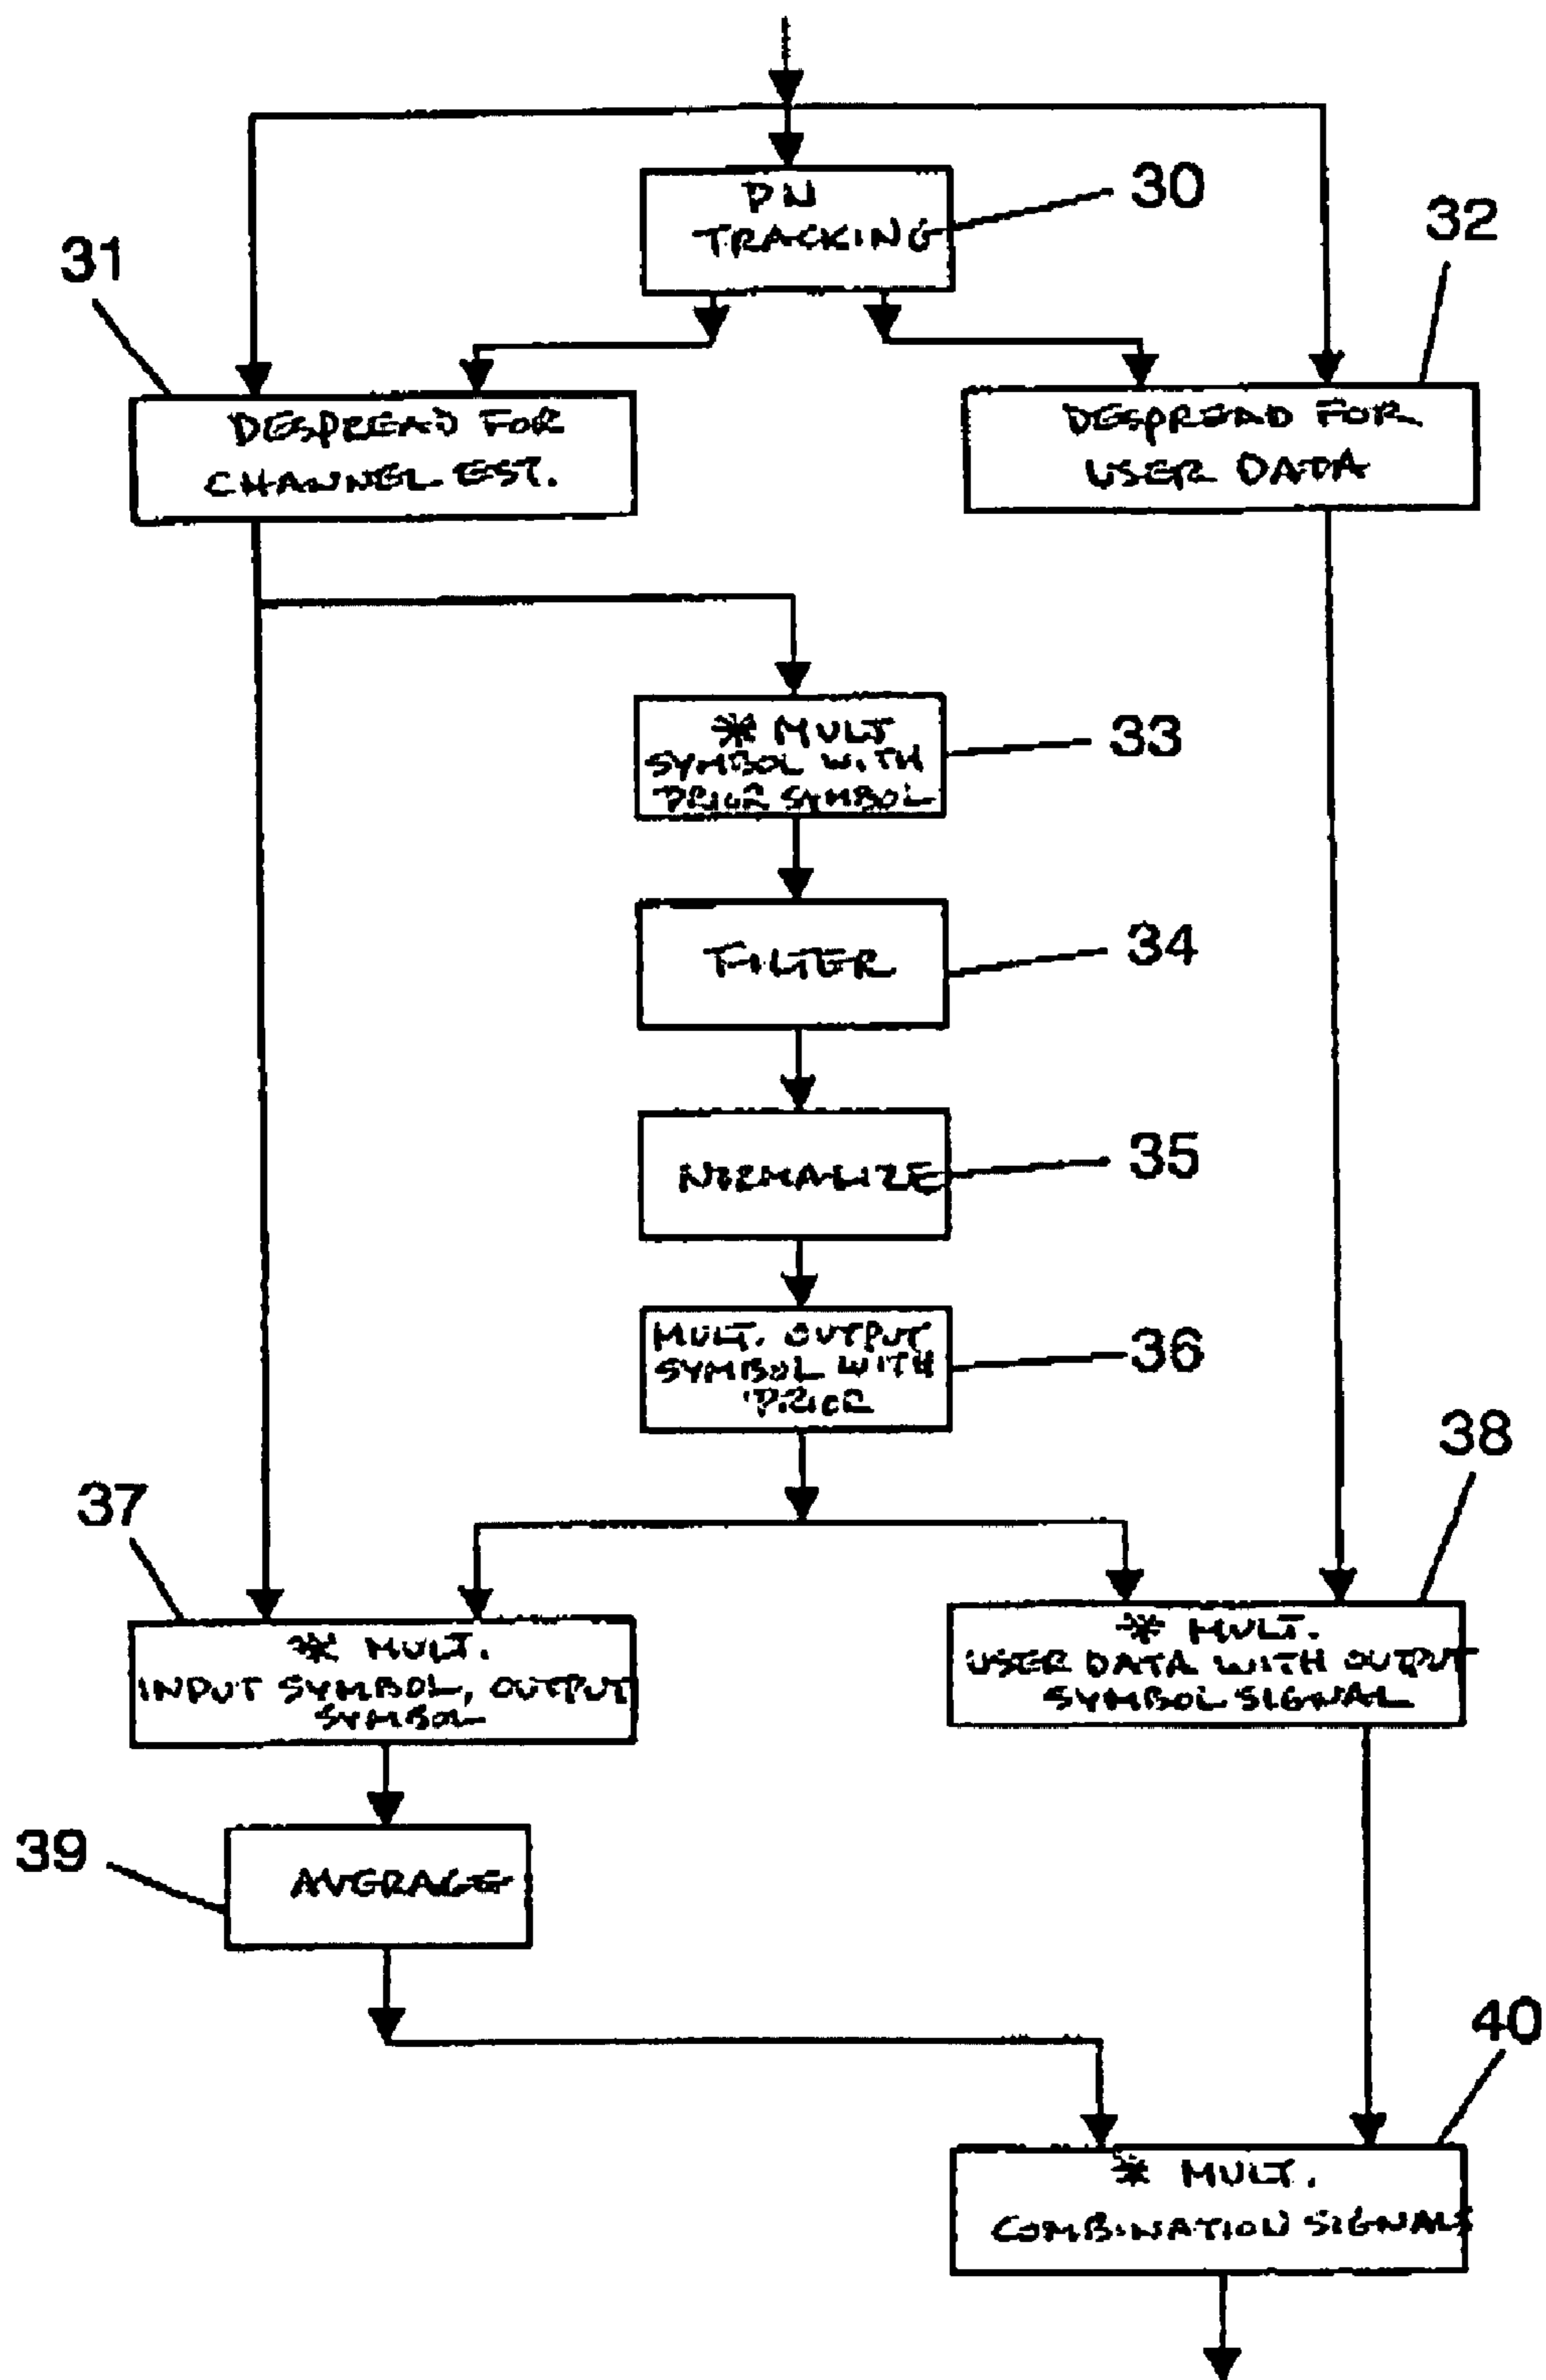 PN
TRACKING
30
31
32
DESPREAD FOR
CHANNEL EST.
DESPREAD FOR
USER DATA
* MULT
SYMBOL WITH
PRIOR SYMBOL
33
FILTER
34
NORMALIZE
35
MULT. OUTPUT
SYMBOL WITH
PRIOR
36
37
38
* MULT.
INPUT SYMBOL, OUTPUT
SYMBOL
* MULT.
USER DATA WITH OUTPUT
SYMBOL SIGNAL
39
AVERAGE
40
* MULT.
COMBINATION SIGNALS